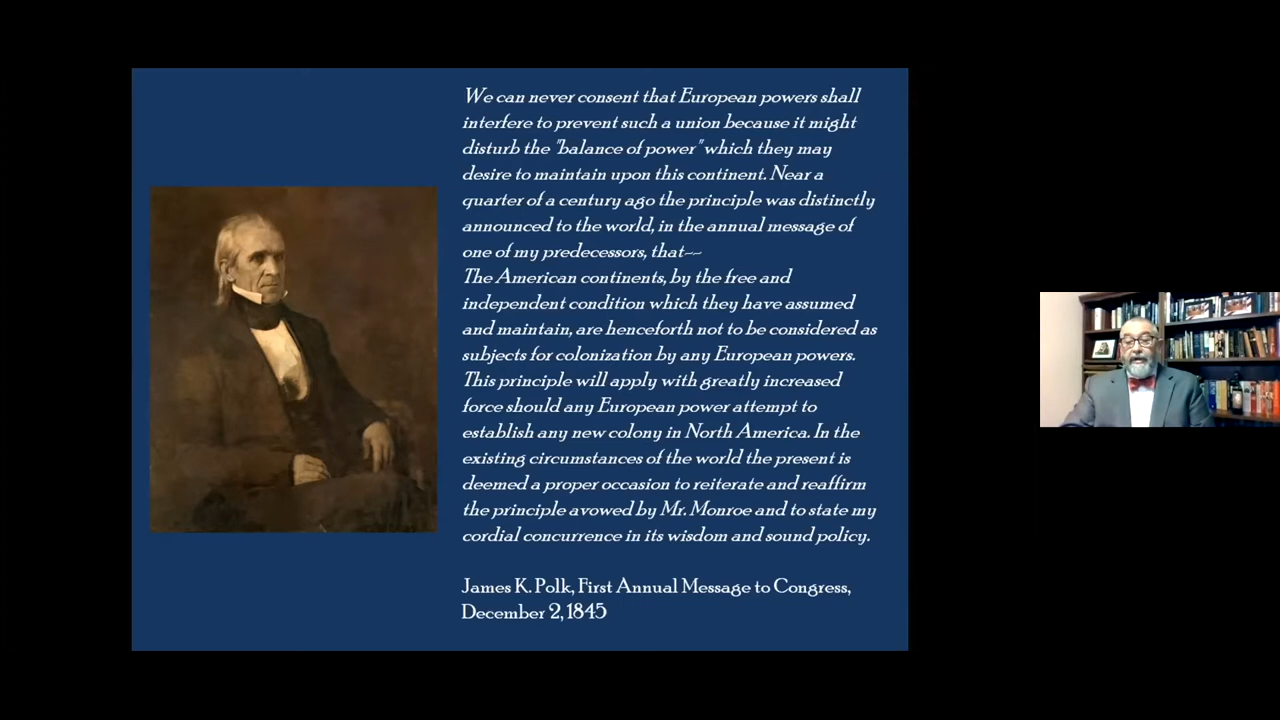 We can never consent that European powers shall
interfere to prevent such a union because it might
disturb the "balance of power" which they may
desire to maintain upon this continent. Near a
quarter of a century ago the principle was distinctly
announced to the world, in the annual message of
one of my predecessors, that--
The American continents, by the free and
independent condition which they have assumed
and maintain, are henceforth not to be considered as
subjects for colonization by any European powers.
This principle will apply with greatly increased
force should any European power attempt to
establish any new colony in North America. In the
existing circumstances of the world the present is
deemed a proper occasion to reiterate and reaffirm
the principle avowed by Mr. Monroe and to state my
cordial concurrence in its wisdom and sound policy.
James K. Polk, First Annual Message to Congress,
December 2, 1845